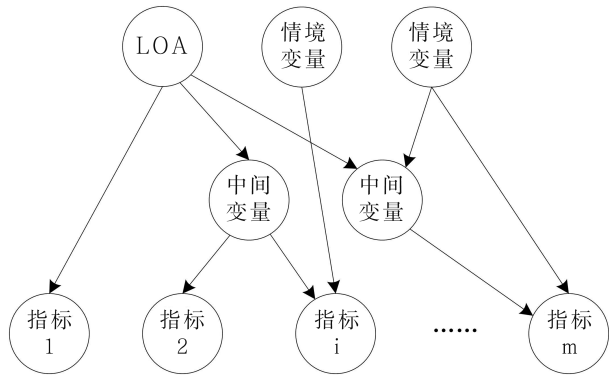 LOA
情境
变量
情境
变量
中间
变量
中间
变量
指标
1
指标
2
指标
i
......
指标
m